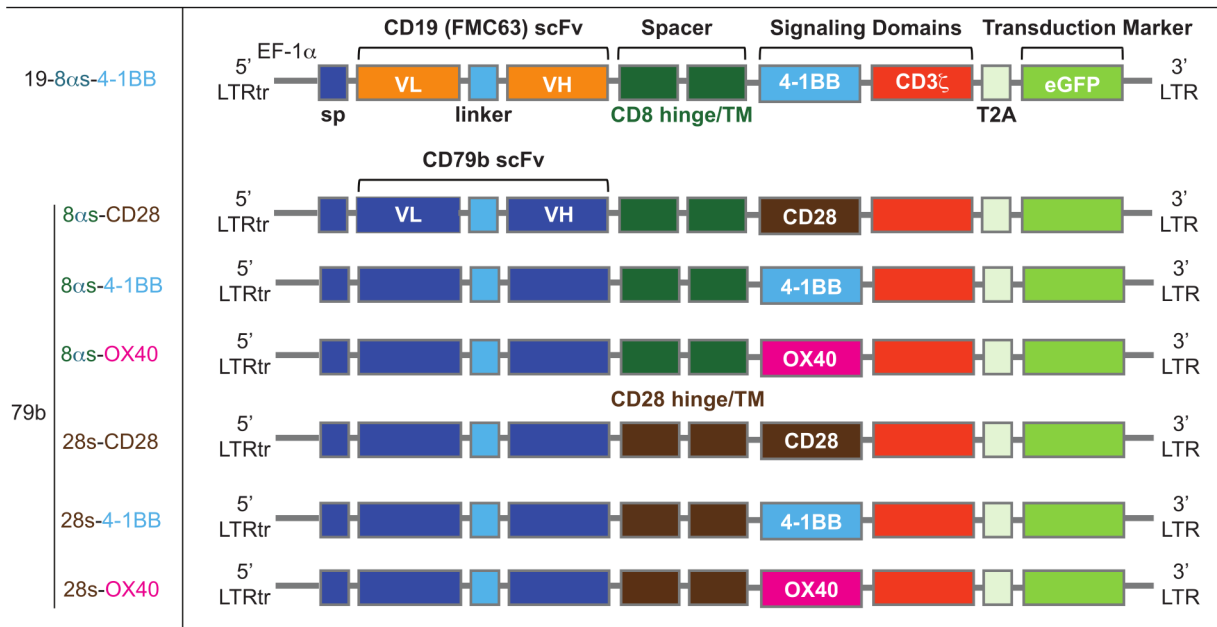 CD19 (FMC63) scFv Spacer Signaling Domains Transduction Marker
EF-1α
19-8αs-4-1BB 5' LTRtr VL VH 4-1BB CD3ζ eGFP 3' LTR
sp linker CD8 hinge/TM T2A
CD79b scFv
79b
8αs-CD28 5' LTRtr VL VH CD28 3' LTR
8αs-4-1BB 5' LTRtr 4-1BB 3' LTR
8αs-OX40 5' LTRtr OX40 3' LTR
CD28 hinge/TM
28s-CD28 5' LTRtr CD28 3' LTR
28s-4-1BB 5' LTRtr 4-1BB 3' LTR
28s-OX40 5' LTRtr OX40 3' LTR